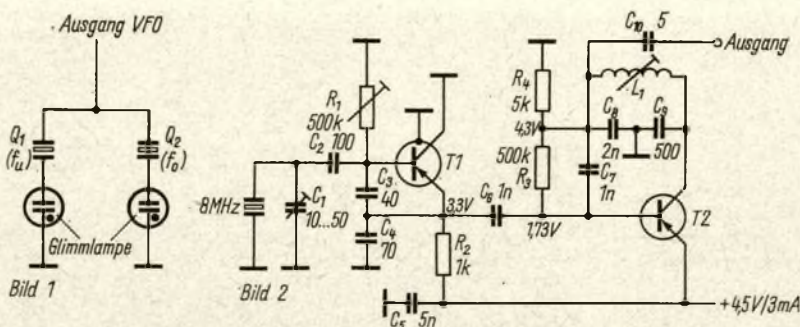 Ausgang VFO
Q1
(fu)
Q2
(fo)
Glimmlampe
Bild 1
8MHz
C1
10...50
C2
100
R1
500k
C3
40
C4
70
T1
3,3V
R2
1k
C5 5n
Bild 2
C6 1n
R4
5k
4,3V
500k
R3
1,73V
C10 5
Ausgang
L1
C8
2n
C9
500
C7
1n
T2
+4,5V/3mA